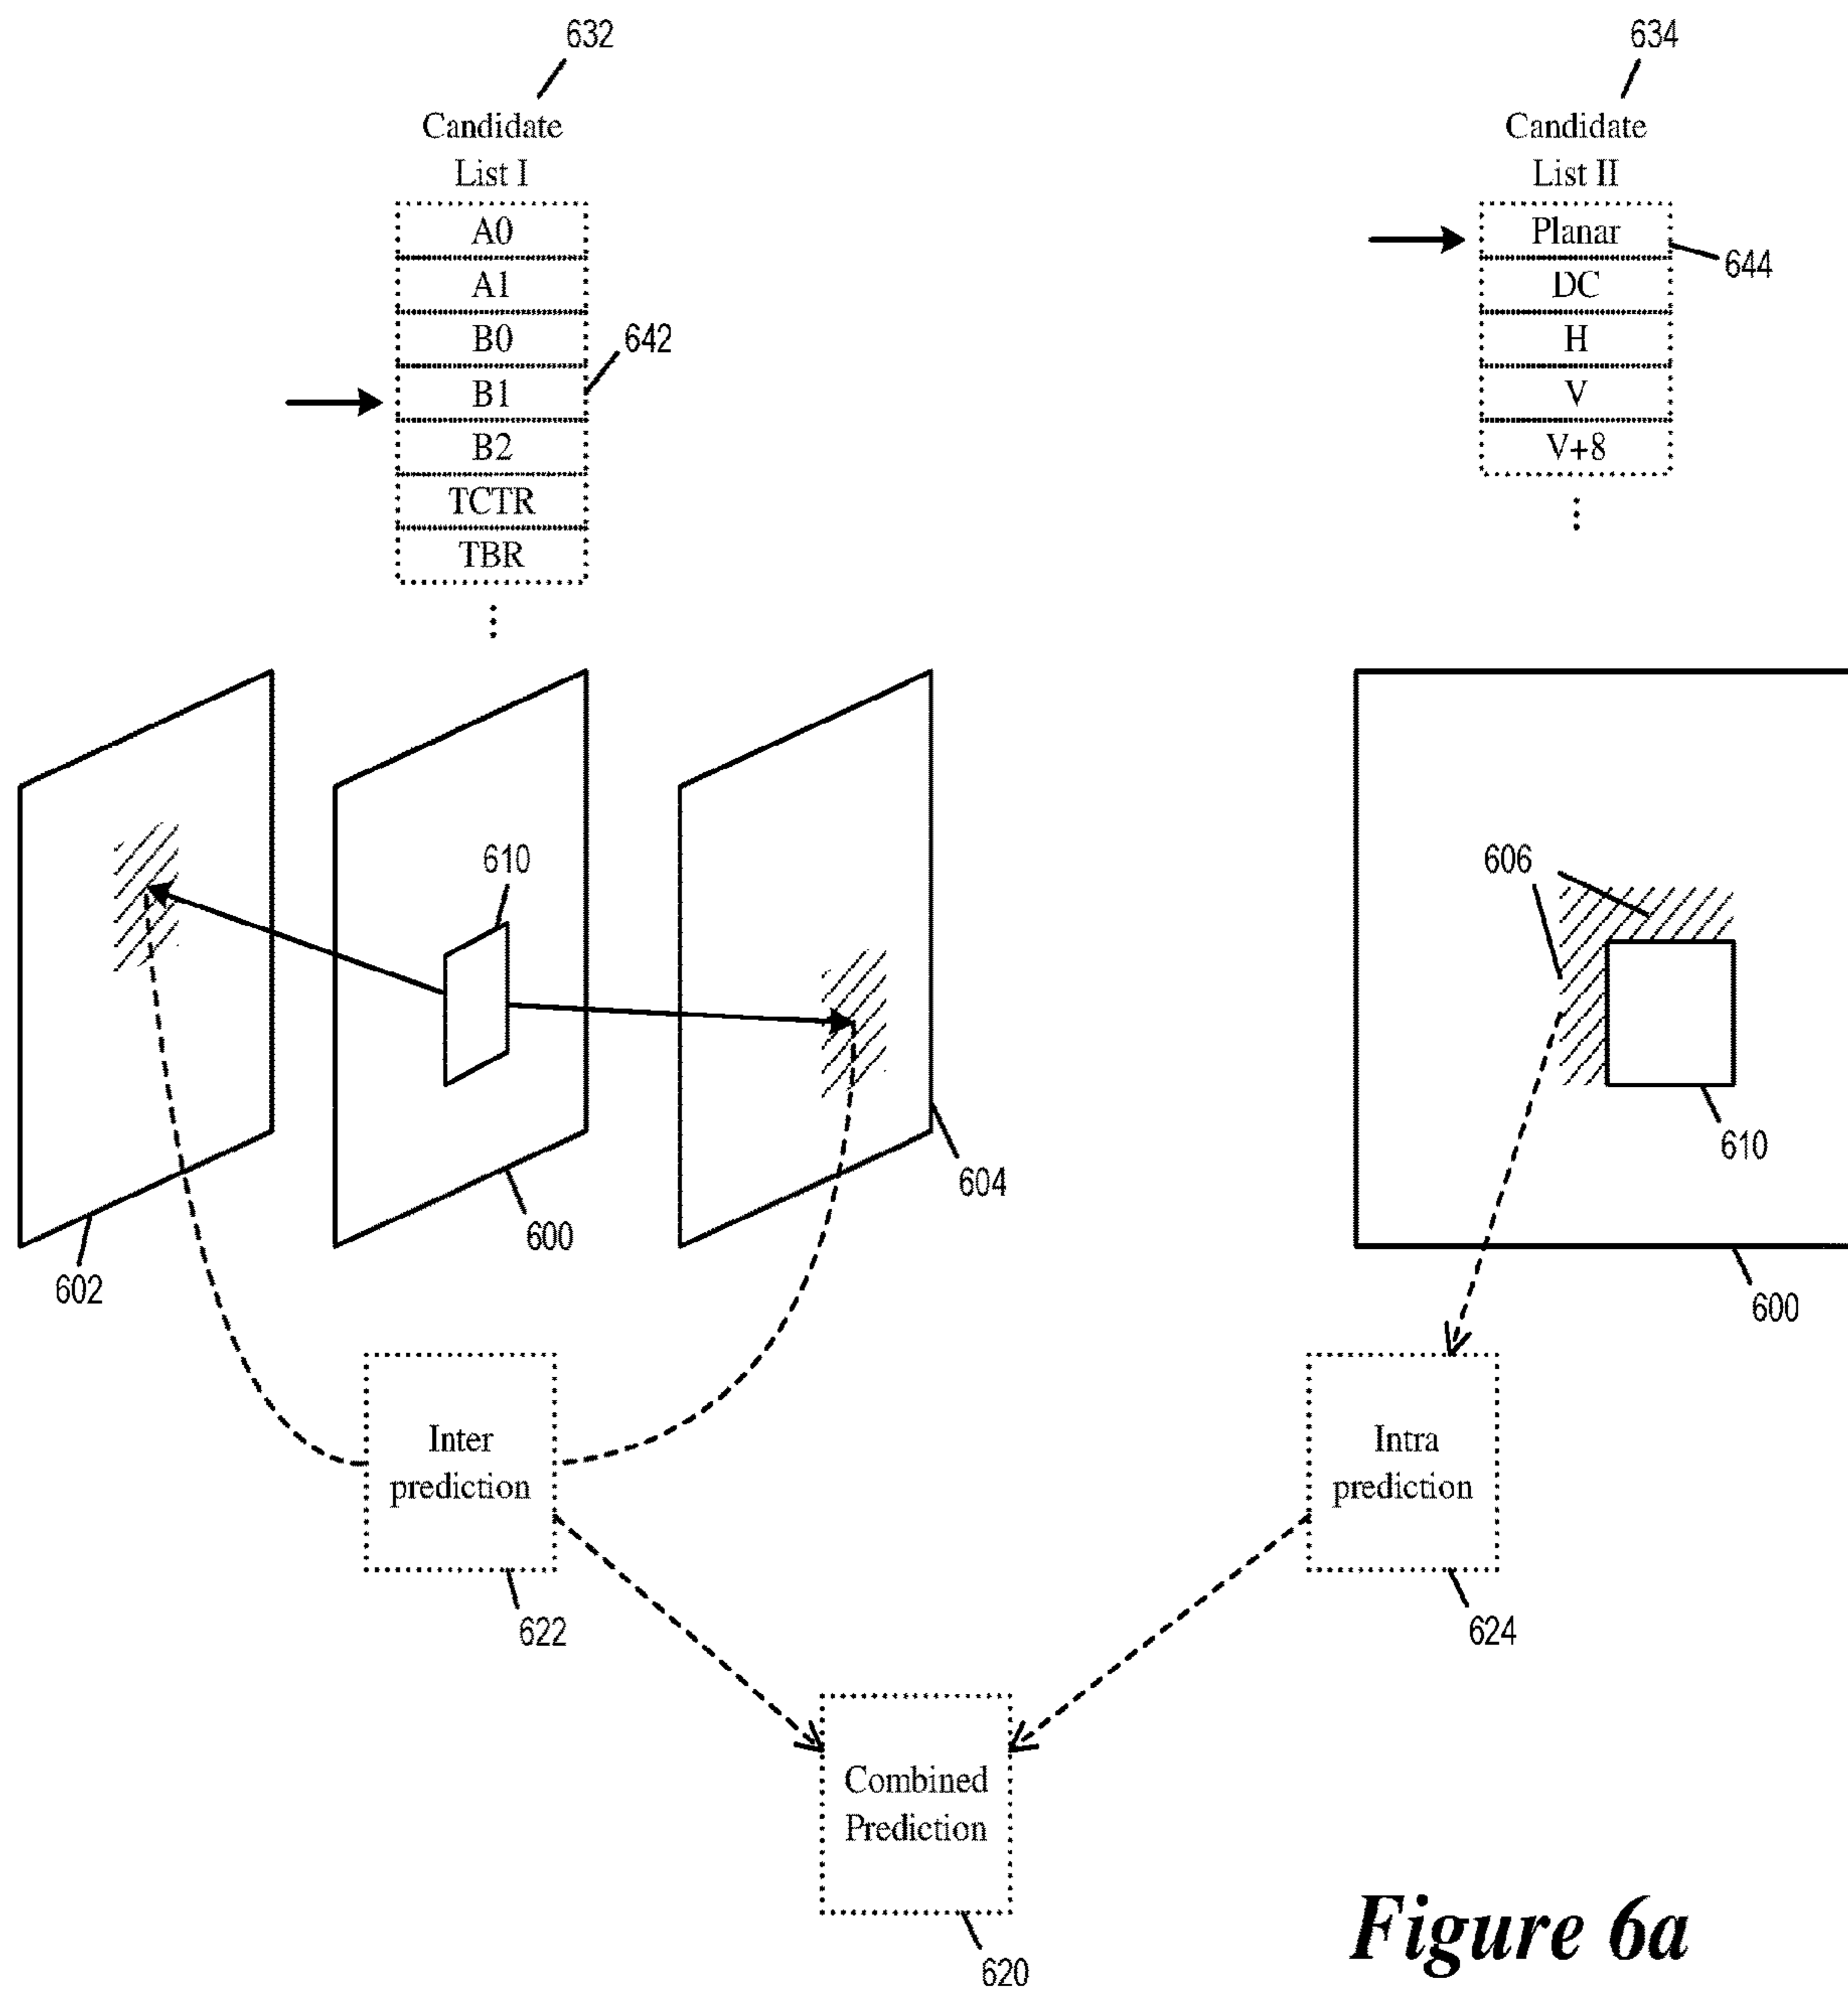 632
634
Candidate
List I
Candidate
List II
A0
A1
B0
B1
B2
TCTR
TBR
642
Planar
DC
H
V
V+8
644
610
606
610
604
600
602
600
Inter
prediction
Intra
prediction
622
624
Combined
Prediction
620
Figure 6a